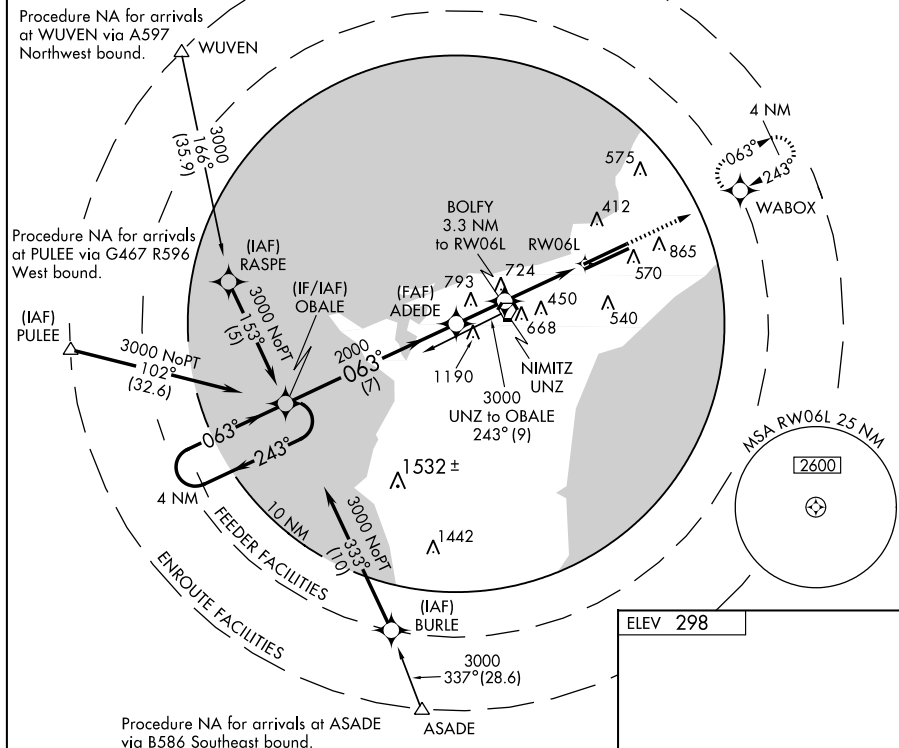 Procedure NA for arrivals
at WUVEN via A597
Northwest bound.
WUVEN
3000
166°
(35.9)
4 NM
063°
243°
WABOX
575
412
BOLFY
3.3 NM
to RW06L
RW06L
865
570
Procedure NA for arrivals
at PULEE via G467 R596
West bound.
(IAF)
RASPE
3000 NoPT
153°
(5)
(IF/IAF)
OBALE
(FAF)
ADEDE
793
724
450
668
540
(IAF)
PULEE
3000 NoPT
102°
(32.6)
2000
063°
(7)
1190
NIMITZ
UNZ
3000
UNZ to OBALE
243° (9)
063°
243°
4 NM
MSA RW06L 25 NM
2600
1532 ±
1442
10 NM
3000 NoPT
333°
(10)
FEEDER FACILITIES
ENROUTE FACILITIES
(IAF)
BURLE
ELEV 298
3000
337° (28.6)
ASADE
Procedure NA for arrivals at ASADE
via B586 Southeast bound.